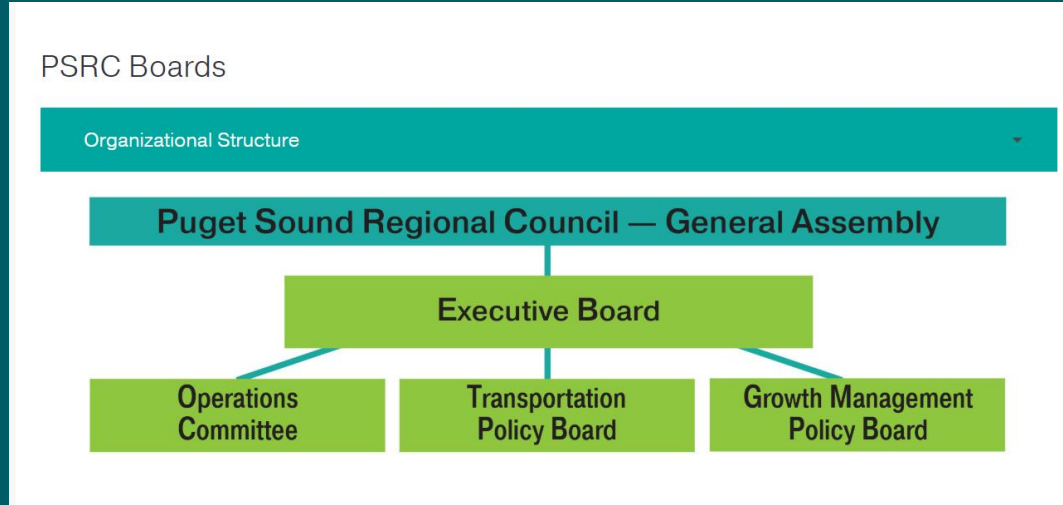 PSRC Boards
Organizational Structure
Puget Sound Regional Council — General Assembly
Executive Board
Operations
Committee
Transportation
Policy Board
Growth Management
Policy Board